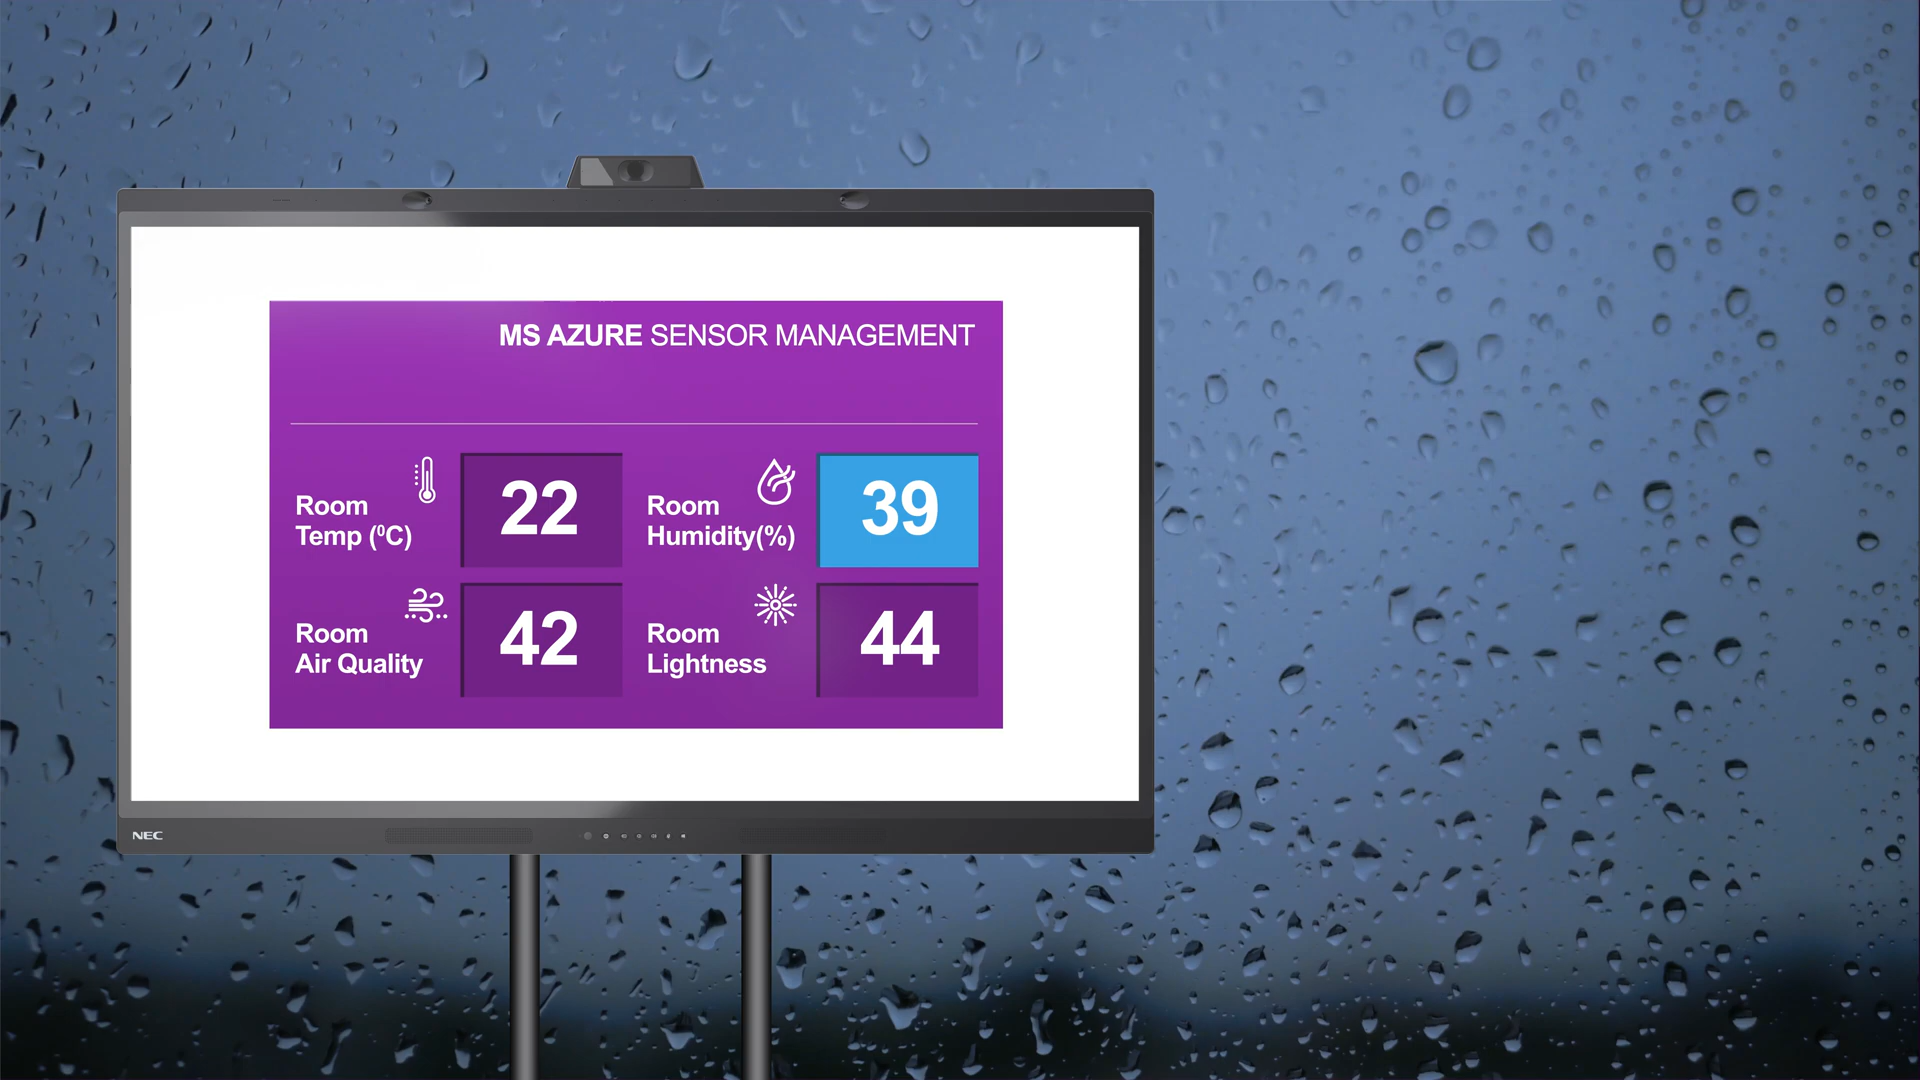 MS AZURE SENSOR MANAGEMENT
Room
Temp (⁰C)
22
Room
Humidity(%)
39
Room
Air Quality
42
Room
Lightness
44
NEC